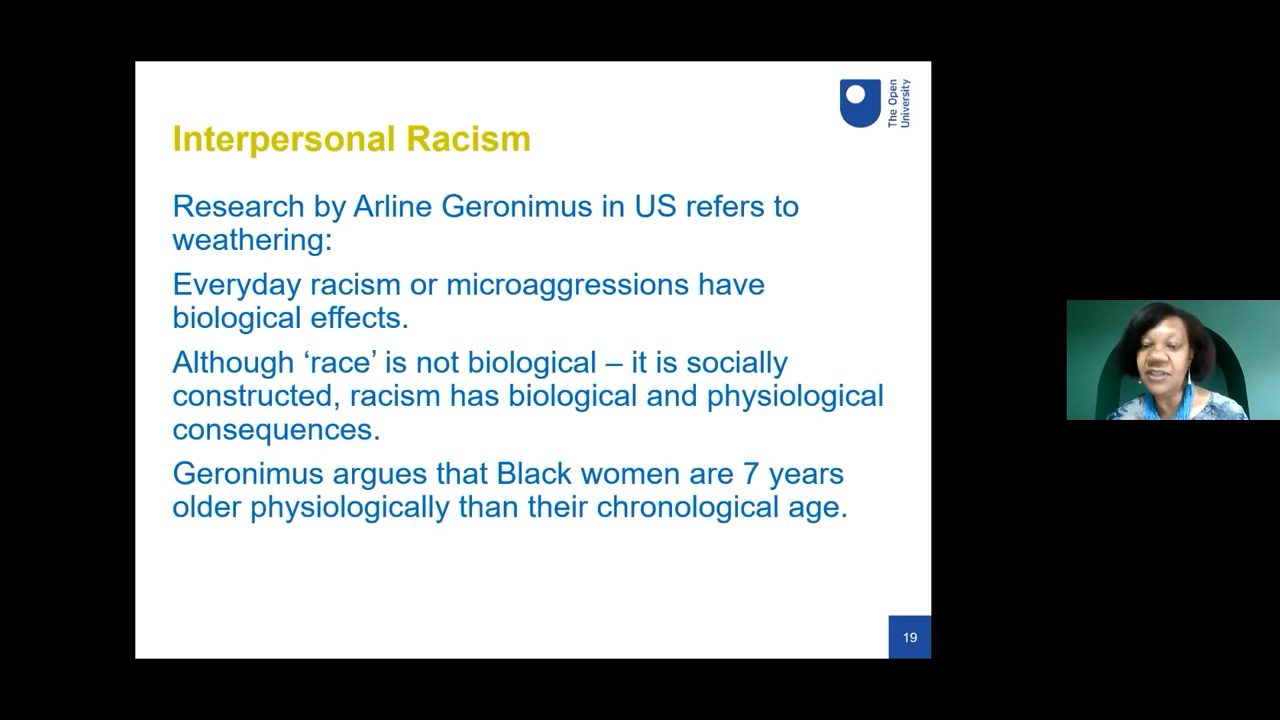 The Open
University
Interpersonal Racism
Research by Arline Geronimus in US refers to
weathering:
Everyday racism or microaggressions have
biological effects.
Although ‘race’ is not biological – it is socially
constructed, racism has biological and physiological
consequences.
Geronimus argues that Black women are 7 years
older physiologically than their chronological age.
19